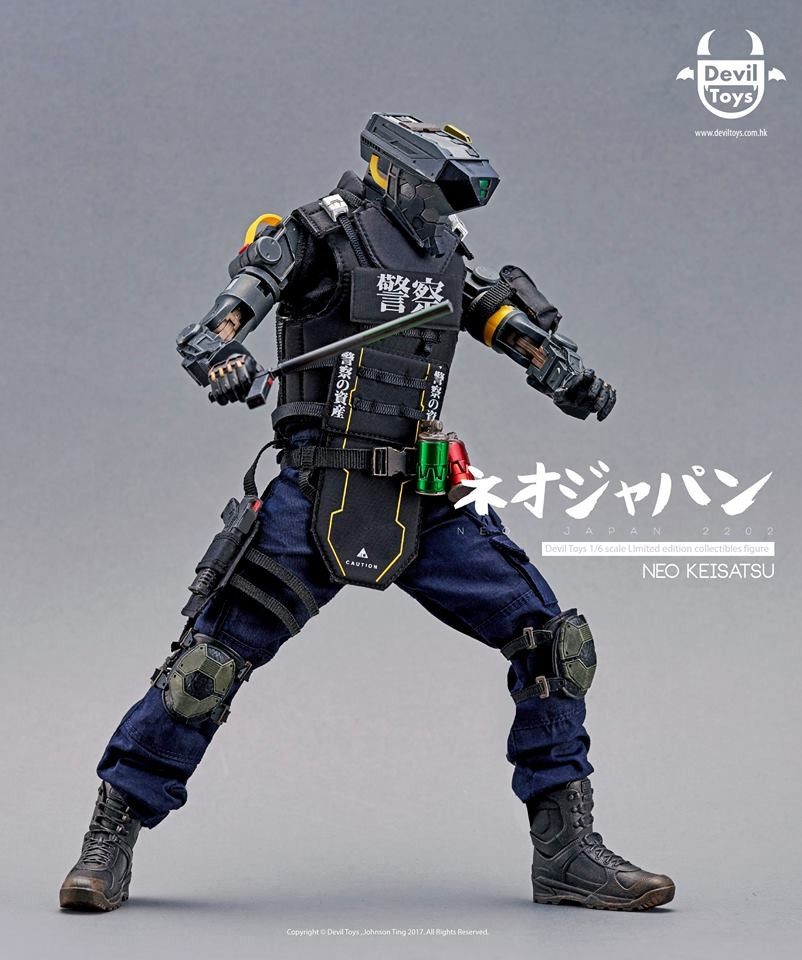 Devil
Toys
www.deviltoys.com.hk
警察
警察の資産
警察の資産
CAUTION
ネオジャパン
NEO JAPAN 2202
Devil Toys 1/6 scale Limited edition collectibles figure
NEO KEISATSU
Copyright © Devil Toys , Johnson Ting 2017. All Rights Reserved.